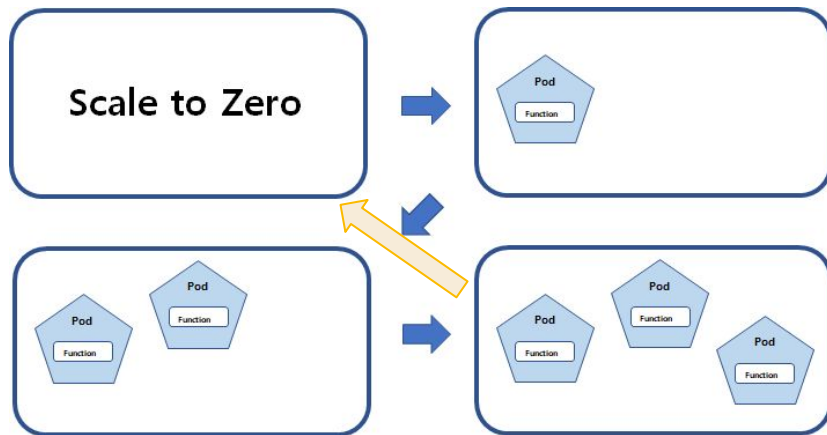 Scale to Zero
Pod
Function
Pod
Function
Pod
Function
Pod
Function
Pod
Function
Pod
Function